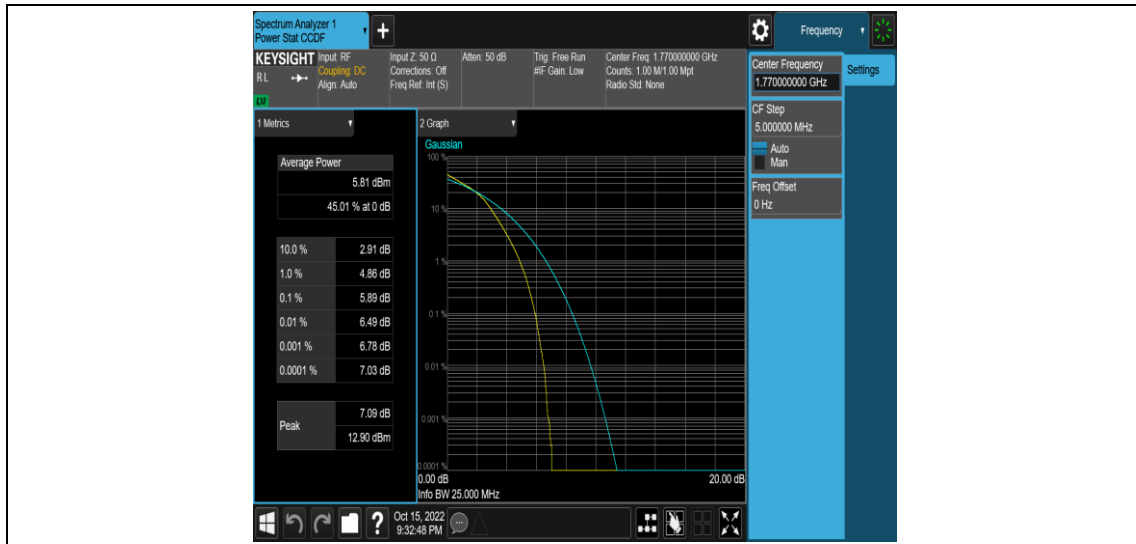 Spectrum Analyzer 1
Power Stat CCDF
+
Frequency
KEYSIGHT
RL
LXI
Input: RF
Coupling: DC
Align: Auto
Input Z: 50 Ω
Corrections: Off
Freq Ref: Int (S)
Atten: 50 dB
Trig: Free Run
#IF Gain: Low
Center Freq: 1.770000000 GHz
Counts: 1.00 M/1.00 Mpt
Radio Std: None
Center Frequency
1.770000000 GHz
Settings
CF Step
5.000000 MHz
Auto
Man
Freq Offset
0 Hz
1 Metrics
Average Power
5.81 dBm
45.01 % at 0 dB
10.0 % 2.91 dB
1.0 % 4.86 dB
0.1 % 5.89 dB
0.01 % 6.49 dB
0.001 % 6.78 dB
0.0001 % 7.03 dB
Peak
7.09 dB
12.90 dBm
2 Graph
Gaussian
100 %
10 %
1 %
0.1 %
0.01 %
0.001 %
0.0001 %
0.00 dB 20.00 dB
Info BW 25.000 MHz
?
Oct 15, 2022
9:32:48 PM